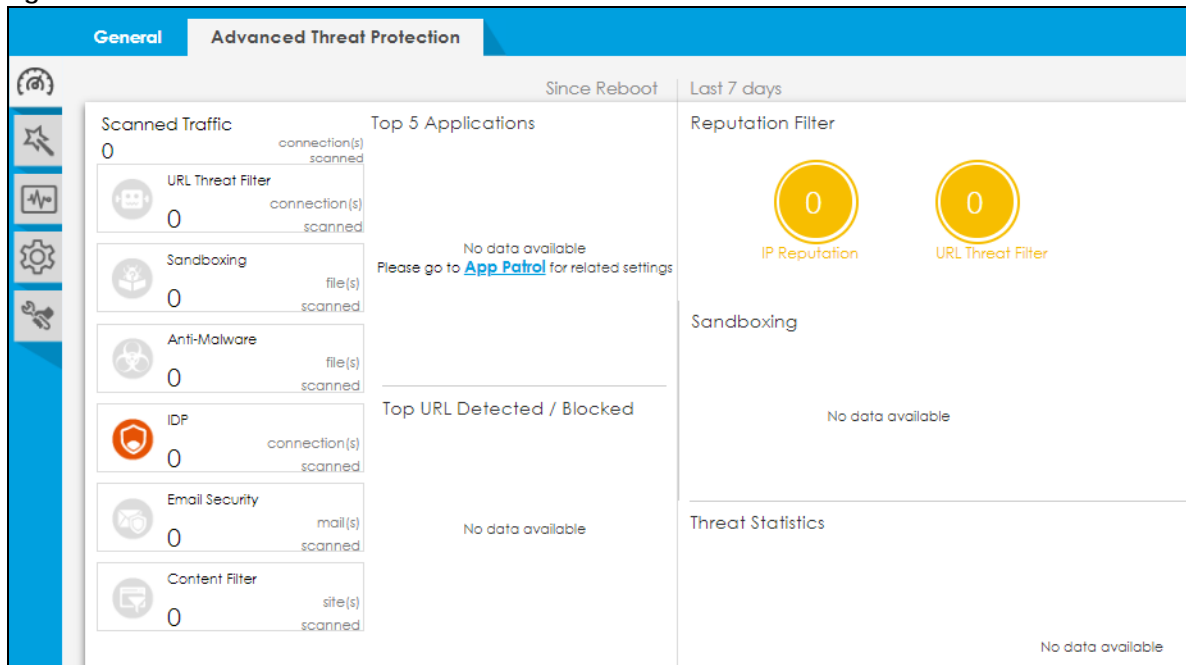 General
Advanced Threat Protection
Since Reboot
Last 7 days
Scanned Traffic
0
connection(s)
scanned
URL Threat Filter
0
connection(s)
scanned
Sandboxing
0
file(s)
scanned
Anti-Malware
0
file(s)
scanned
IDP
0
connection(s)
scanned
Email Security
0
mail(s)
scanned
Content Filter
0
site(s)
scanned
Top 5 Applications
No data available
Please go to App Patrol for related settings
Top URL Detected / Blocked
No data available
Reputation Filter
0
IP Reputation
0
URL Threat Filter
Sandboxing
No data available
Threat Statistics
No data available